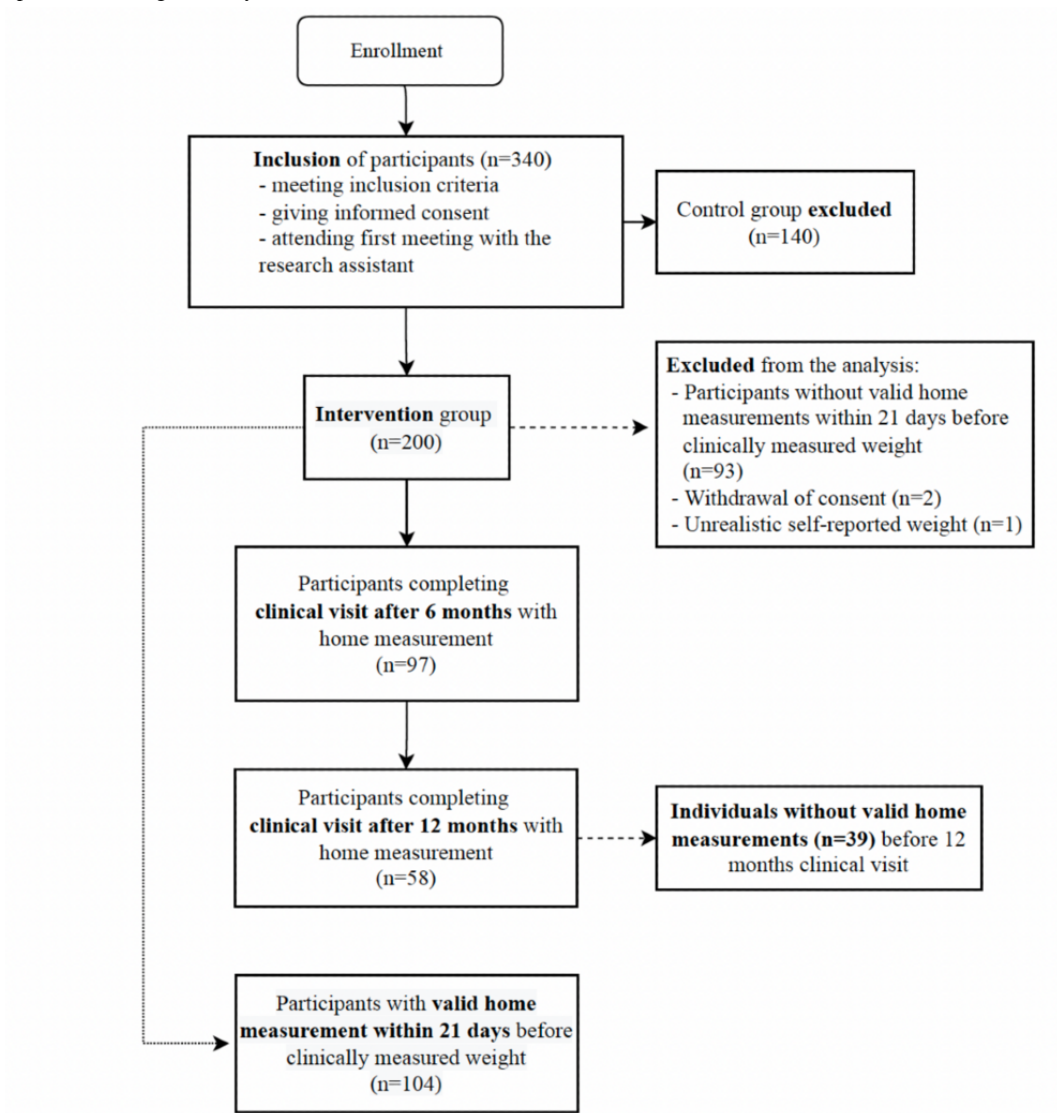 Enrollment
Inclusion of participants (n=340)
- meeting inclusion criteria
- giving informed consent
- attending first meeting with the
research assistant
Control group excluded
(n=140)
Intervention group
(n=200)
Excluded from the analysis:
- Participants without valid home
measurements within 21 days before
clinically measured weight
(n=93)
- Withdrawal of consent (n=2)
- Unrealistic self-reported weight (n=1)
Participants completing
clinical visit after 6 months with
home measurement
(n=97)
Participants completing
clinical visit after 12 months with
home measurement
(n=58)
Individuals without valid home
measurements (n=39) before 12
months clinical visit
Participants with valid home
measurement within 21 days before
clinically measured weight
(n=104)